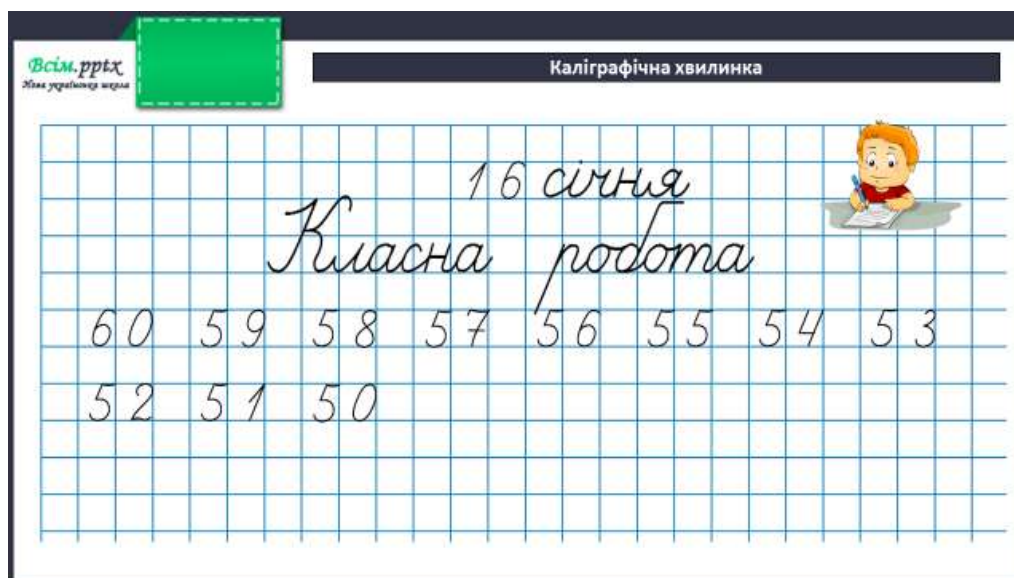 Всім.pptx
Нова українська школа
Каліграфічна хвилинка
16 січня
Класна робота
60 59 58 57 56 55 54 53
52 51 50